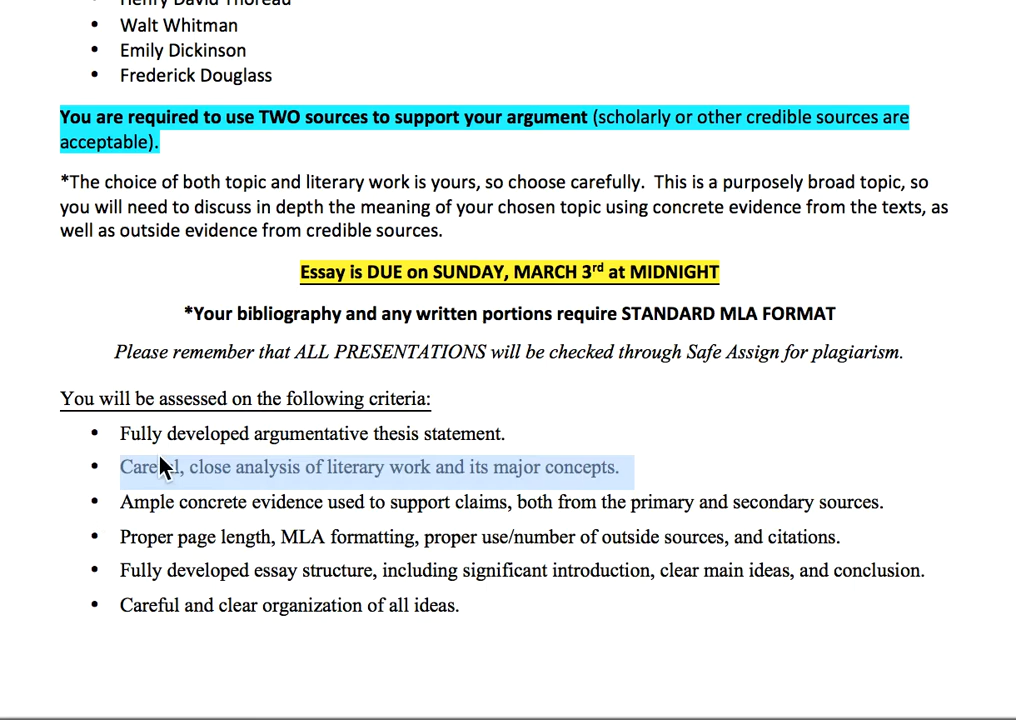 Henry David Thoreau
• Walt Whitman
• Emily Dickinson
• Frederick Douglass
You are required to use TWO sources to support your argument (scholarly or other credible sources are
acceptable).
*The choice of both topic and literary work is yours, so choose carefully. This is a purposely broad topic, so
you will need to discuss in depth the meaning of your chosen topic using concrete evidence from the texts, as
well as outside evidence from credible sources.
Essay is DUE on SUNDAY, MARCH 3rd at MIDNIGHT
*Your bibliography and any written portions require STANDARD MLA FORMAT
Please remember that ALL PRESENTATIONS will be checked through Safe Assign for plagiarism.
You will be assessed on the following criteria:
• Fully developed argumentative thesis statement.
• Careful, close analysis of literary work and its major concepts.
• Ample concrete evidence used to support claims, both from the primary and secondary sources.
• Proper page length, MLA formatting, proper use/number of outside sources, and citations.
• Fully developed essay structure, including significant introduction, clear main ideas, and conclusion.
• Careful and clear organization of all ideas.